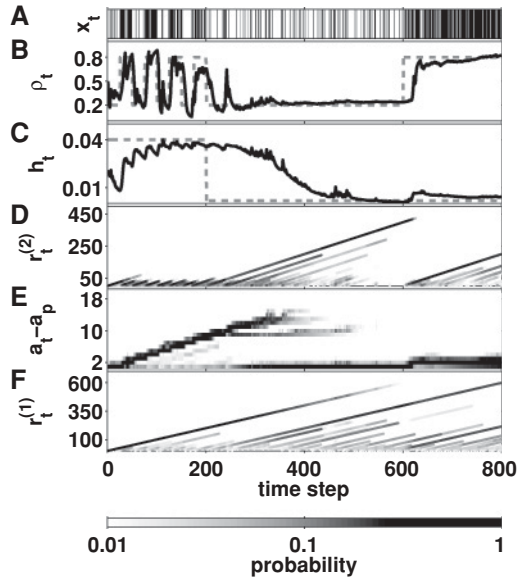 A x_t
B 0.8 0.5 0.2 ρ_t
C 0.04 0.01 h_t
D 450 250 50 r_t^(2)
E 18 10 2 a_t−a_p
F 600 350 100 r_t^(1)
0 200 400 600 800
time step
0.01 0.1 1
probability